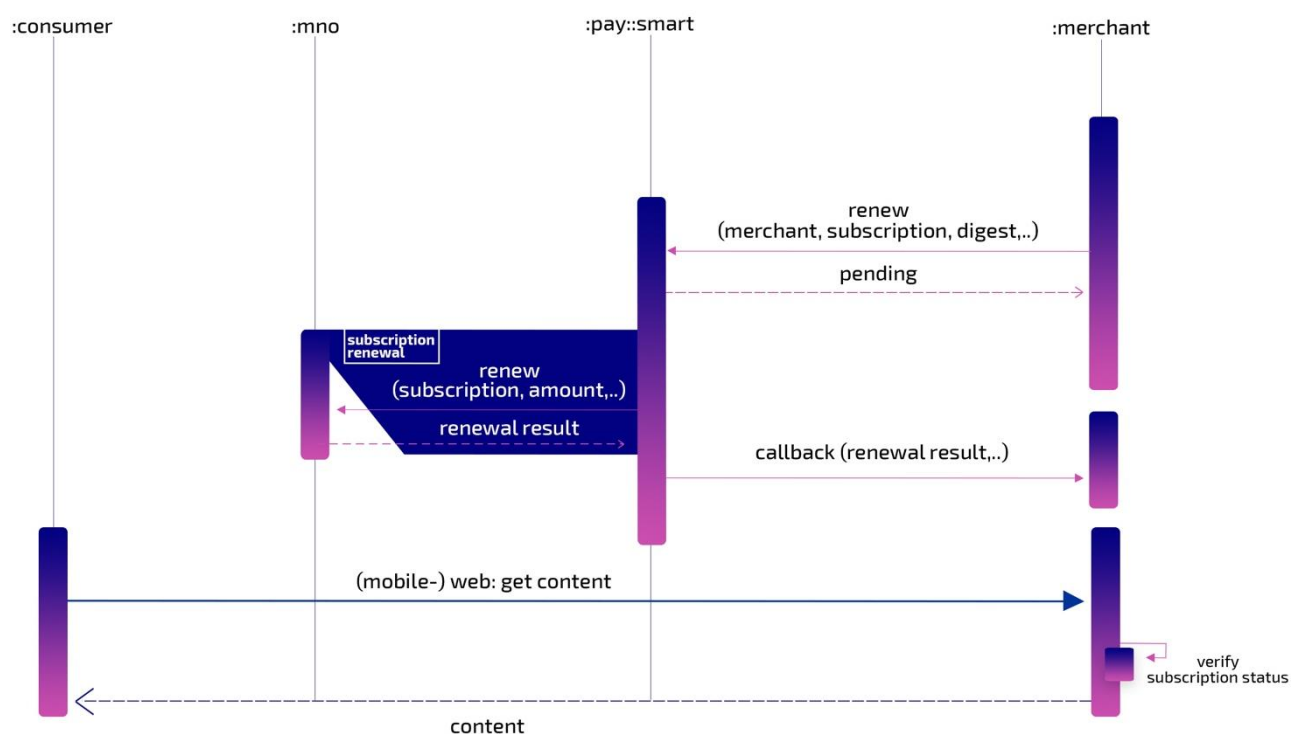 :consumer
:mno
:pay::smart
:merchant
renew
(merchant, subscription, digest,..)
pending
subscription
renewal
renew
(subscription, amount,..)
renewal result
callback (renewal result,..)
(mobile-) web: get content
verify
subscription status
content